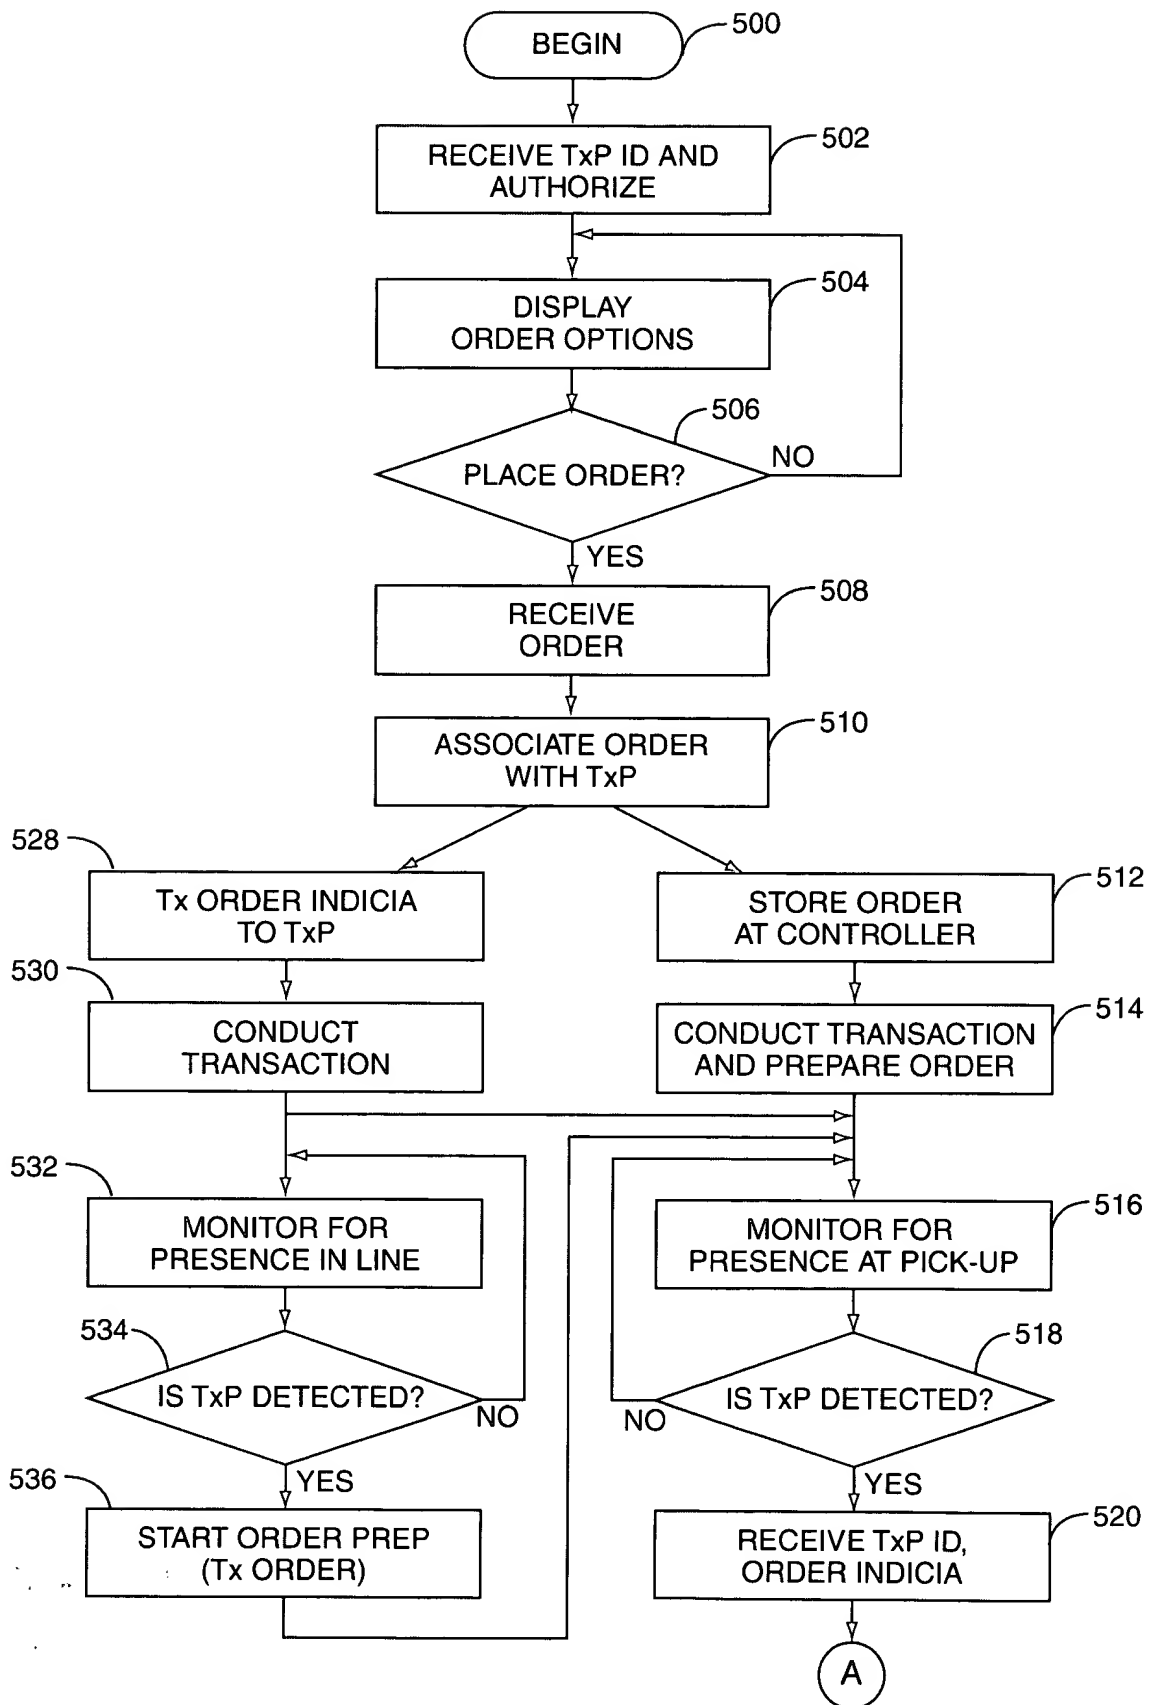 BEGIN
500
RECEIVE TxP ID AND
AUTHORIZE
502
DISPLAY
ORDER OPTIONS
504
PLACE ORDER?
506
NO
YES
RECEIVE
ORDER
508
ASSOCIATE ORDER
WITH TxP
510
528
Tx ORDER INDICIA
TO TxP
STORE ORDER
AT CONTROLLER
512
530
CONDUCT
TRANSACTION
CONDUCT TRANSACTION
AND PREPARE ORDER
514
532
MONITOR FOR
PRESENCE IN LINE
MONITOR FOR
PRESENCE AT PICK-UP
516
534
IS TxP DETECTED?
NO
YES
IS TxP DETECTED?
518
NO
YES
536
START ORDER PREP
(Tx ORDER)
RECEIVE TxP ID,
ORDER INDICIA
520
A